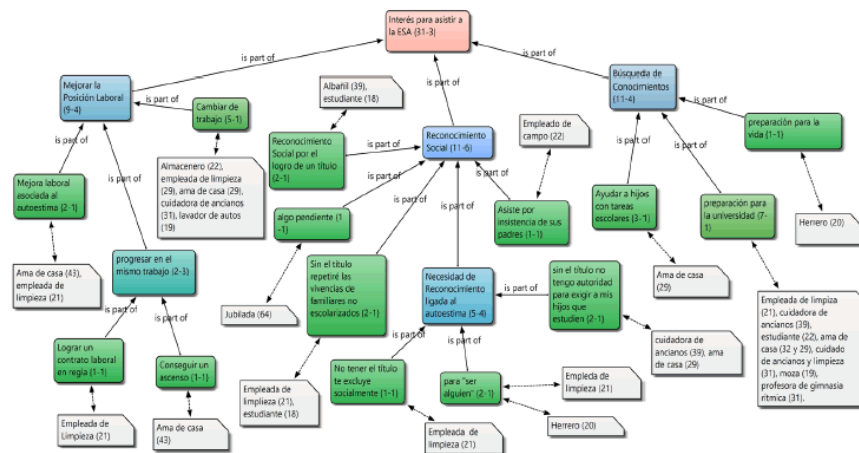 Interés para asistir a
la ESA (31-3)
is part of
is part of
is part of
Mejorar la
Posición Laboral
(9-4)
is part of
Cambiar de
trabajo (5-1)
Albañil (39),
estudiante (18)
Búsqueda de
Conocimientos
(11-4)
is part of
is part of
is part of
Reconocimiento
Social por el
logro de un título
(2-1)
is part of
Reconocimiento
Social (11-6)
Empleado de
campo (22)
is part of
is part of
preparación para la
vida (1-1)
Almacenero (22),
empleada de limpieza
(29), ama de casa (29),
cuidadora de ancianos
(31), lavador de autos
(19)
is part of
is part of
is part of
is part of
Mejora laboral
asociada al
autoestima (2-1)
algo pendiente (1
-1)
Asiste por
insistencia de sus
padres (1-1)
Ayudar a hijos
con tareas
escolares (3-1)
preparación para
la universidad (7-
1)
Herrero (20)
progresar en el
mismo trabajo (2-3)
Sin el título
repetiré las
vivencias de
familiares no
escolarizados (2-1)
Necesidad de
Reconocimiento
ligada al
autoestima (5-4)
is part of
sin el título no
tengo autoridad
para exigir a mis
hijos que
estudien (2-1)
Ama de casa (43),
empleada de
limpieza (21)
Jubilada (64)
Ama de casa
(29)
is part of
is part of
is part of
is part of
Lograr un
contrato laboral
en regla (1-1)
Conseguir un
ascenso (1-1)
No tener el título
te excluye
socialmente (1-1)
para "ser
alguien" (2-1)
cuidadora de
ancianos (39), ama
de casa (29)
Empleada de limpiza
(21), cuidadora de
ancianos (39),
estudiante (22), ama de
casa (32 y 29), cuidado
de ancianos y limpieza
(31), moza (19),
profesora de gimnasia
rítmica (31).
Empleada de
limplieza (21),
estudiante (18)
Empleda de
limpieza (21)
Empleada de
Limpieza (21)
Ama de casa
(43)
Empleada de
limpieza (21)
Herrero (20)